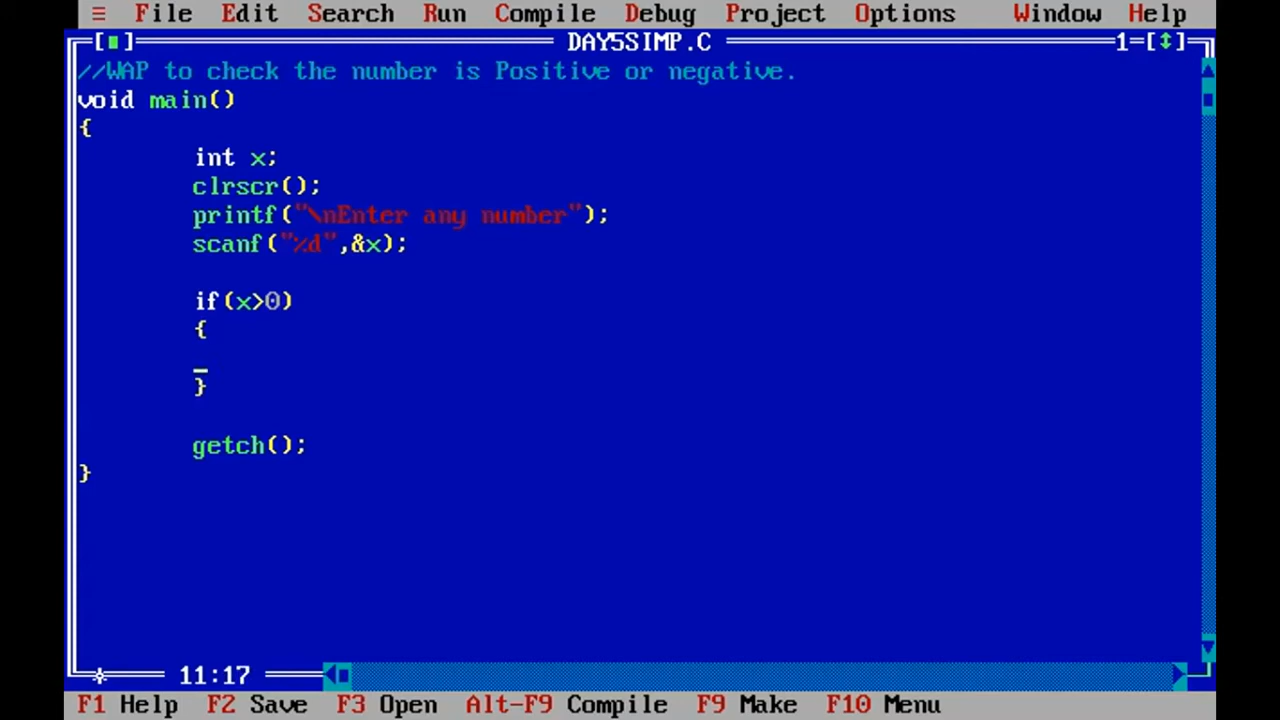 ≡ File Edit Search Run Compile Debug Project Options Window Help
[■] DAY5SIMP.C 1=[↕]
//WAP to check the number is Positive or negative.
void main()
{
int x;
clrscr();
printf("\nEnter any number");
scanf("%d",&x);
if(x>0)
{
_
}
getch();
}
11:17
F1 Help F2 Save F3 Open Alt-F9 Compile F9 Make F10 Menu